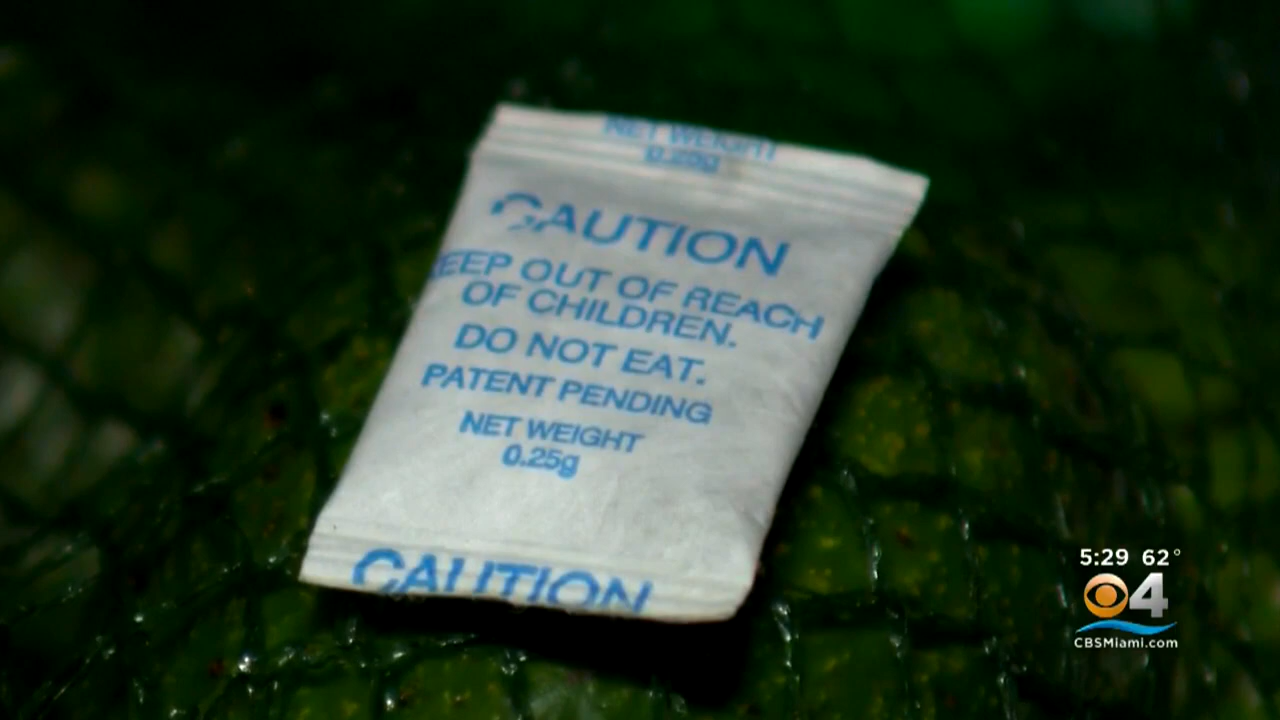 NET WEIGHT
0.25g
CAUTION
EEP OUT OF REACH
OF CHILDREN.
DO NOT EAT.
PATENT PENDING
NET WEIGHT
0.25g
CAUTION
5:29 62°
4
CBSMiami.com